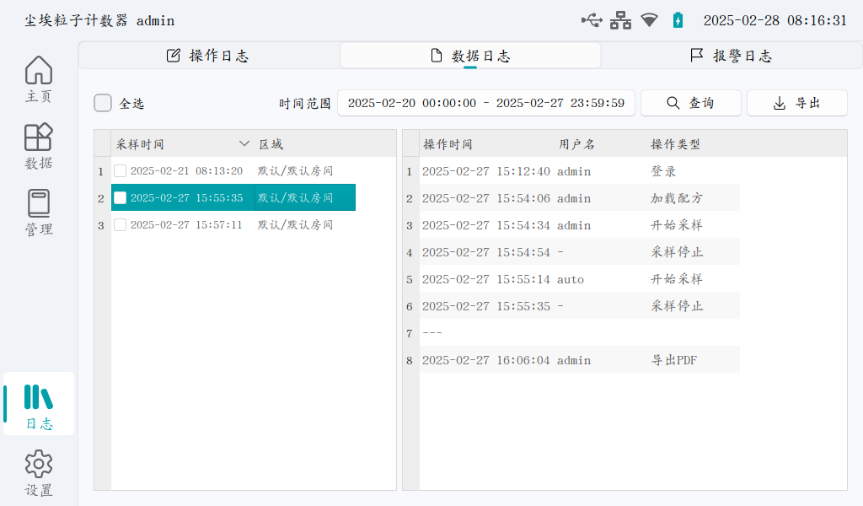 尘埃粒子计数器 admin
2025-02-28 08:16:31
主页
数据
管理
日志
设置
操作日志
数据日志
报警日志
全选
时间范围 2025-02-20 00:00:00 - 2025-02-27 23:59:59 查询 导出
采样时间 区域
1 2025-02-21 08:13:20 默认/默认房间
2 2025-02-27 15:55:35 默认/默认房间
3 2025-02-27 15:57:11 默认/默认房间
操作时间 用户名 操作类型
1 2025-02-27 15:12:40 admin 登录
2 2025-02-27 15:54:06 admin 加载配方
3 2025-02-27 15:54:34 admin 开始采样
4 2025-02-27 15:54:54 - 采样停止
5 2025-02-27 15:55:14 auto 开始采样
6 2025-02-27 15:55:35 - 采样停止
7 ---
8 2025-02-27 16:06:04 admin 导出PDF